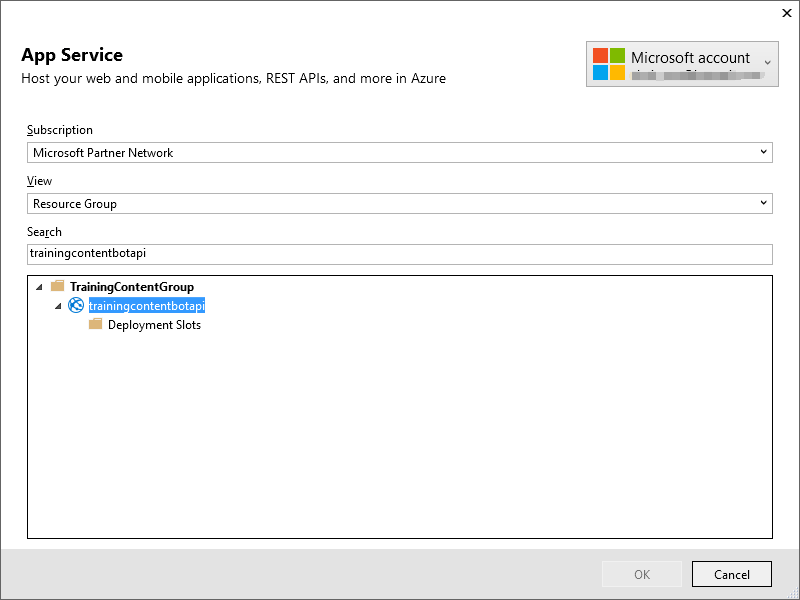 App Service
Host your web and mobile applications, REST APIs, and more in Azure
Microsoft account
Subscription
Microsoft Partner Network
View
Resource Group
Search
trainingcontentbotapi
TrainingContentGroup
trainingcontentbotapi
Deployment Slots
OK
Cancel